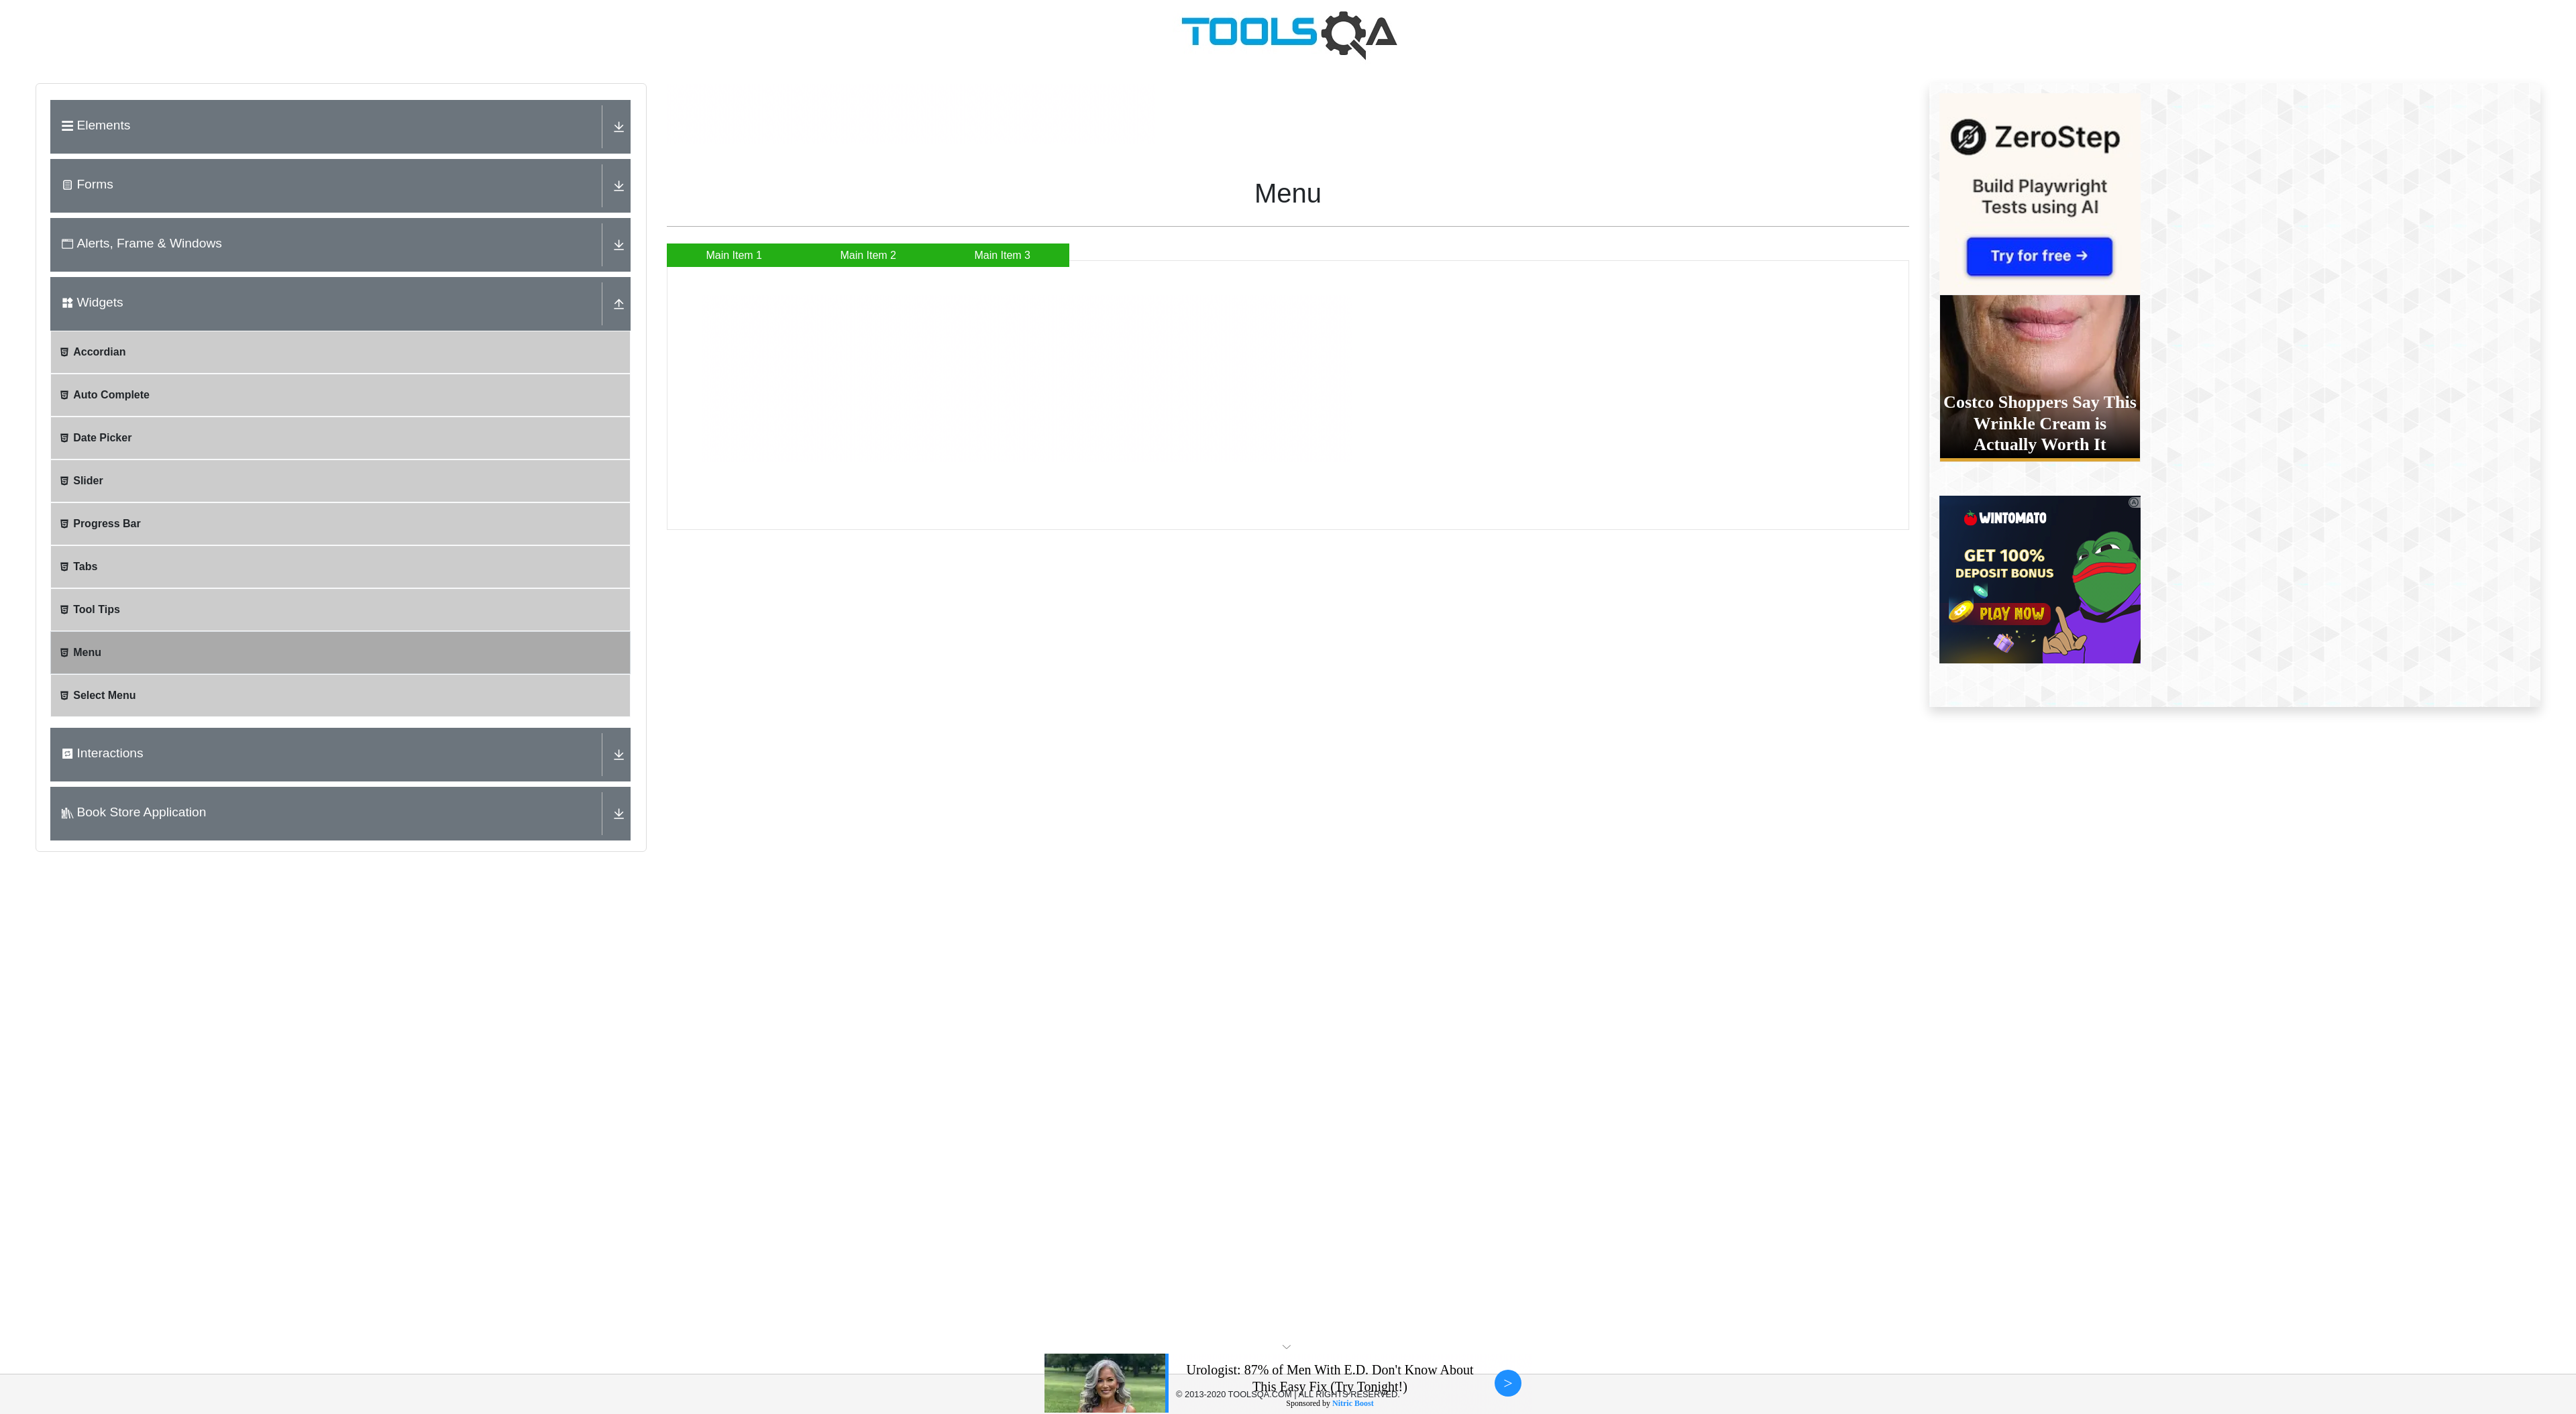 TOOLSQA
Elements
Forms
Alerts, Frame & Windows
Widgets
Accordian
Auto Complete
Date Picker
Slider
Progress Bar
Tabs
Tool Tips
Menu
Select Menu
Interactions
Book Store Application
Menu
Main Item 1 Main Item 2 Main Item 3
ZeroStep
Build Playwright
Tests using AI
Try for free →
Costco Shoppers Say This
Wrinkle Cream is
Actually Worth It
WINTOMATO
GET 100%
DEPOSIT BONUS
PLAY NOW
Urologist: 87% of Men With E.D. Don't Know About
This Easy Fix (Try Tonight!)
© 2013-2020 TOOLSQA.COM | ALL RIGHTS RESERVED.
Sponsored by Nitric Boost
>